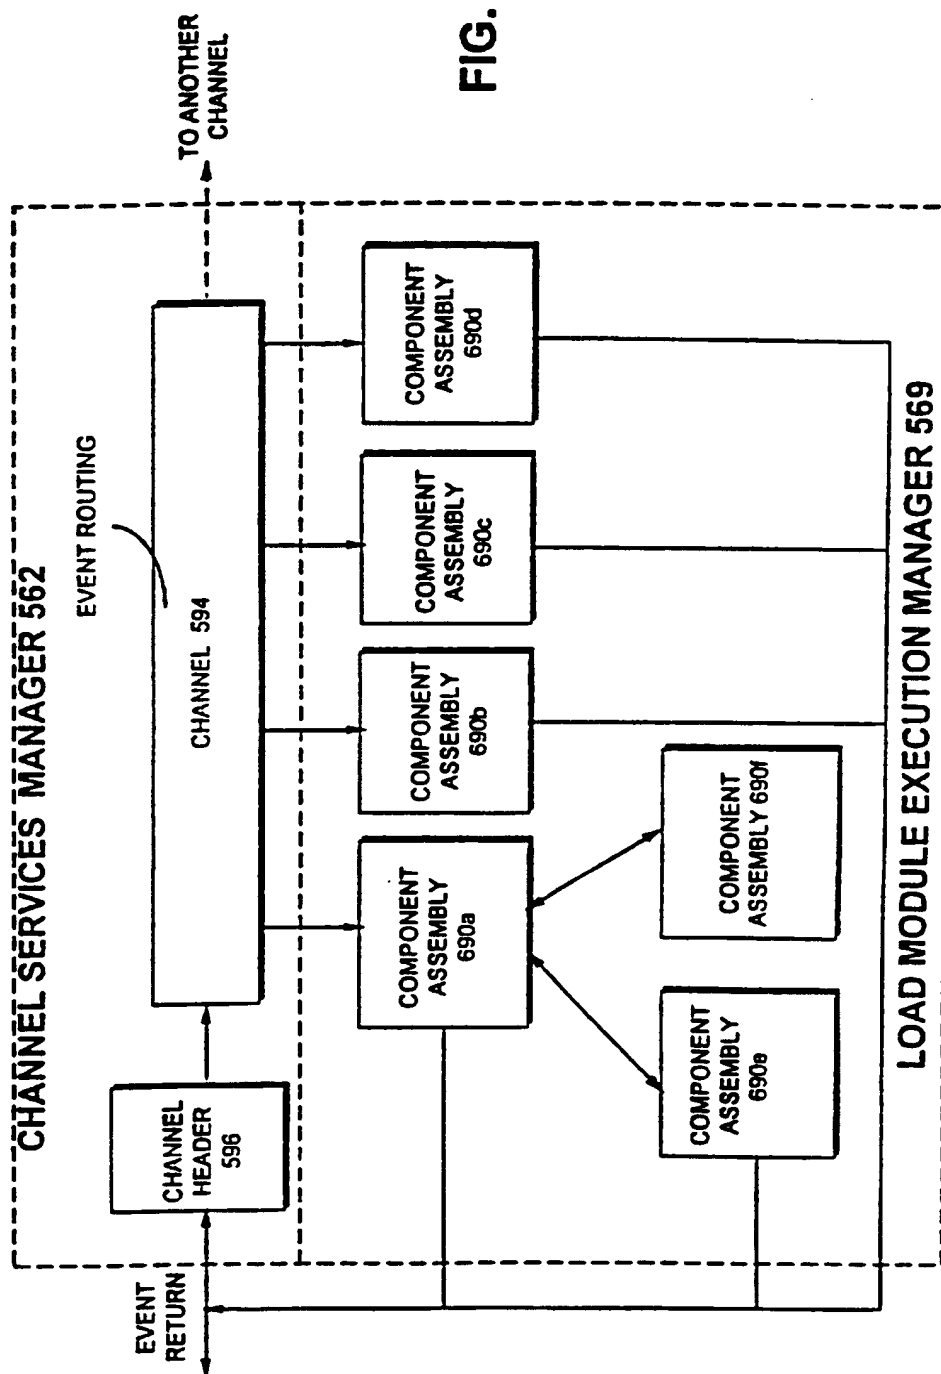 CHANNEL SERVICES MANAGER 562
EVENT ROUTING
EVENT
RETURN
CHANNEL
HEADER
596
CHANNEL 594
TO ANOTHER
CHANNEL
COMPONENT
ASSEMBLY
690a
COMPONENT
ASSEMBLY
690b
COMPONENT
ASSEMBLY
690c
COMPONENT
ASSEMBLY
690d
COMPONENT
ASSEMBLY
690e
COMPONENT
ASSEMBLY 690f
LOAD MODULE EXECUTION MANAGER 569
FIG.